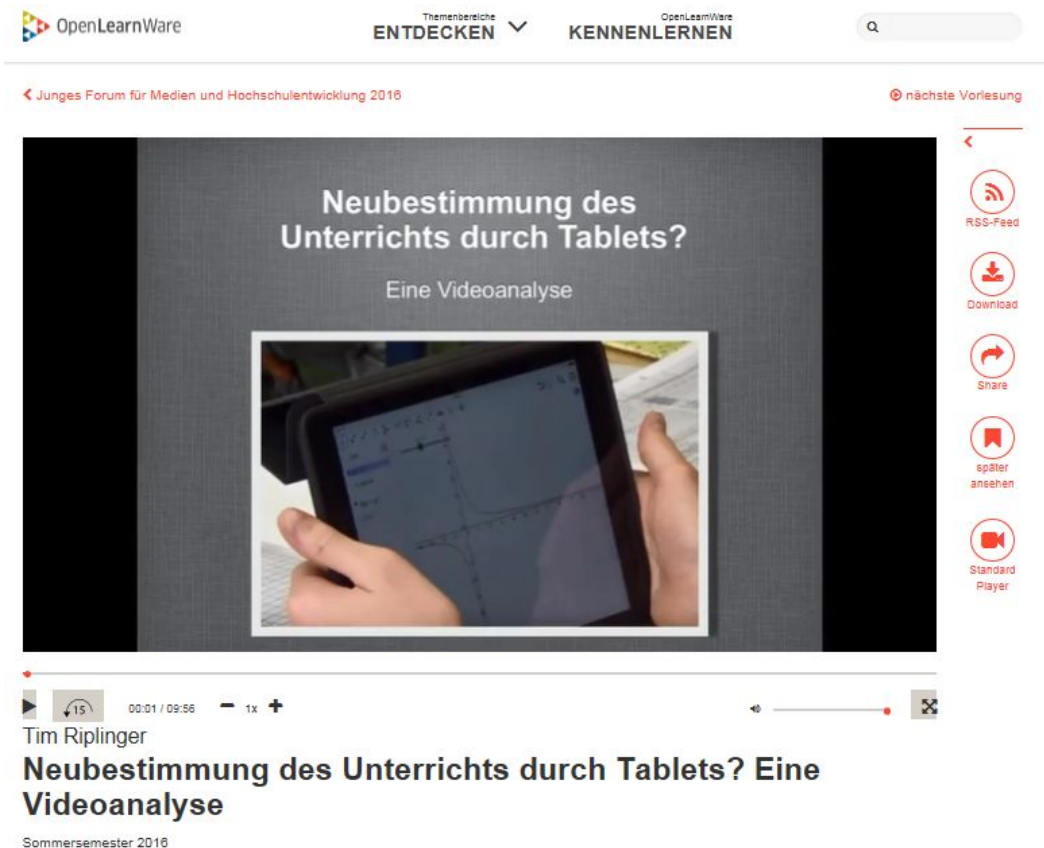 OpenLearnWare
Themenbereiche
ENTDECKEN
OpenLearnWare
KENNENLERNEN
Junges Forum für Medien und Hochschulentwicklung 2016
nächste Vorlesung
Neubestimmung des
Unterrichts durch Tablets?
Eine Videoanalyse
RSS-Feed
Download
Share
später
ansehen
Standard
Player
15
00:01 / 09:56
1x
Tim Riplinger
Neubestimmung des Unterrichts durch Tablets? Eine
Videoanalyse
Sommersemester 2016